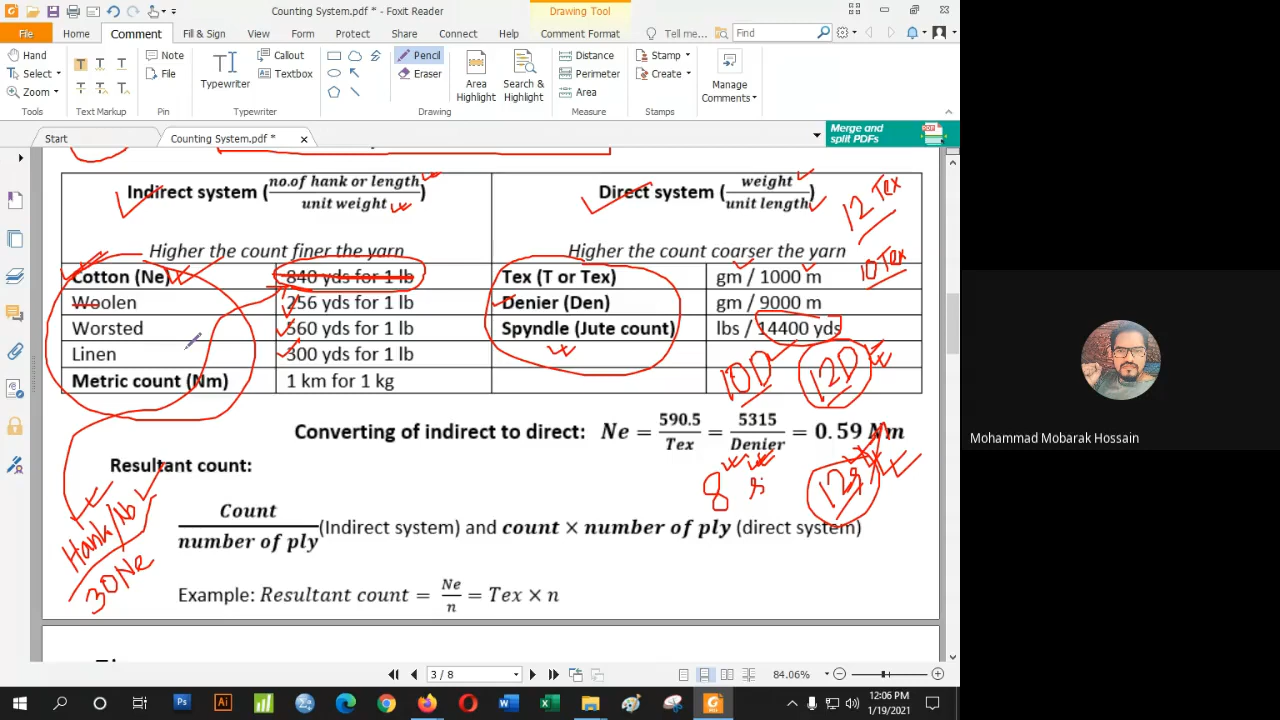 Counting System.pdf * - Foxit Reader
Drawing Tool
File Home Comment Fill & Sign View Form Protect Share Connect Help Comment Format Tell me... Find
Hand
Select
Zoom
Tools
Text Markup
Note
File
Pin
Typewriter
Callout
Textbox
Typewriter
Pencil
Eraser
Drawing
Area Highlight
Search & Highlight
Distance
Perimeter
Area
Measure
Stamp
Create
Stamps
Manage Comments
Start
Counting System.pdf *
Merge and split PDFs
Indirect system (no.of hank or length / unit weight)
Higher the count finer the yarn
Direct system (weight / unit length)
Higher the count coarser the yarn
12 Tex
10 Tex
Cotton (Ne) 840 yds for 1 lb Tex (T or Tex) gm / 1000 m
Woolen 256 yds for 1 lb Denier (Den) gm / 9000 m
Worsted 560 yds for 1 lb Spyndle (Jute count) lbs / 14400 yds
Linen 300 yds for 1 lb
Metric count (Nm) 1 km for 1 kg
10D 12D
Converting of indirect to direct: Ne = 590.5 / Tex = 5315 / Denier = 0.59 Nm
Resultant count:
8
Count / number of ply (Indirect system) and count × number of ply (direct system)
Hank/lb
30 Ne
Example: Resultant count = Ne / n = Tex × n
3 / 8
84.06%
12:06 PM
1/19/2021
Mohammad Mobarak Hossain